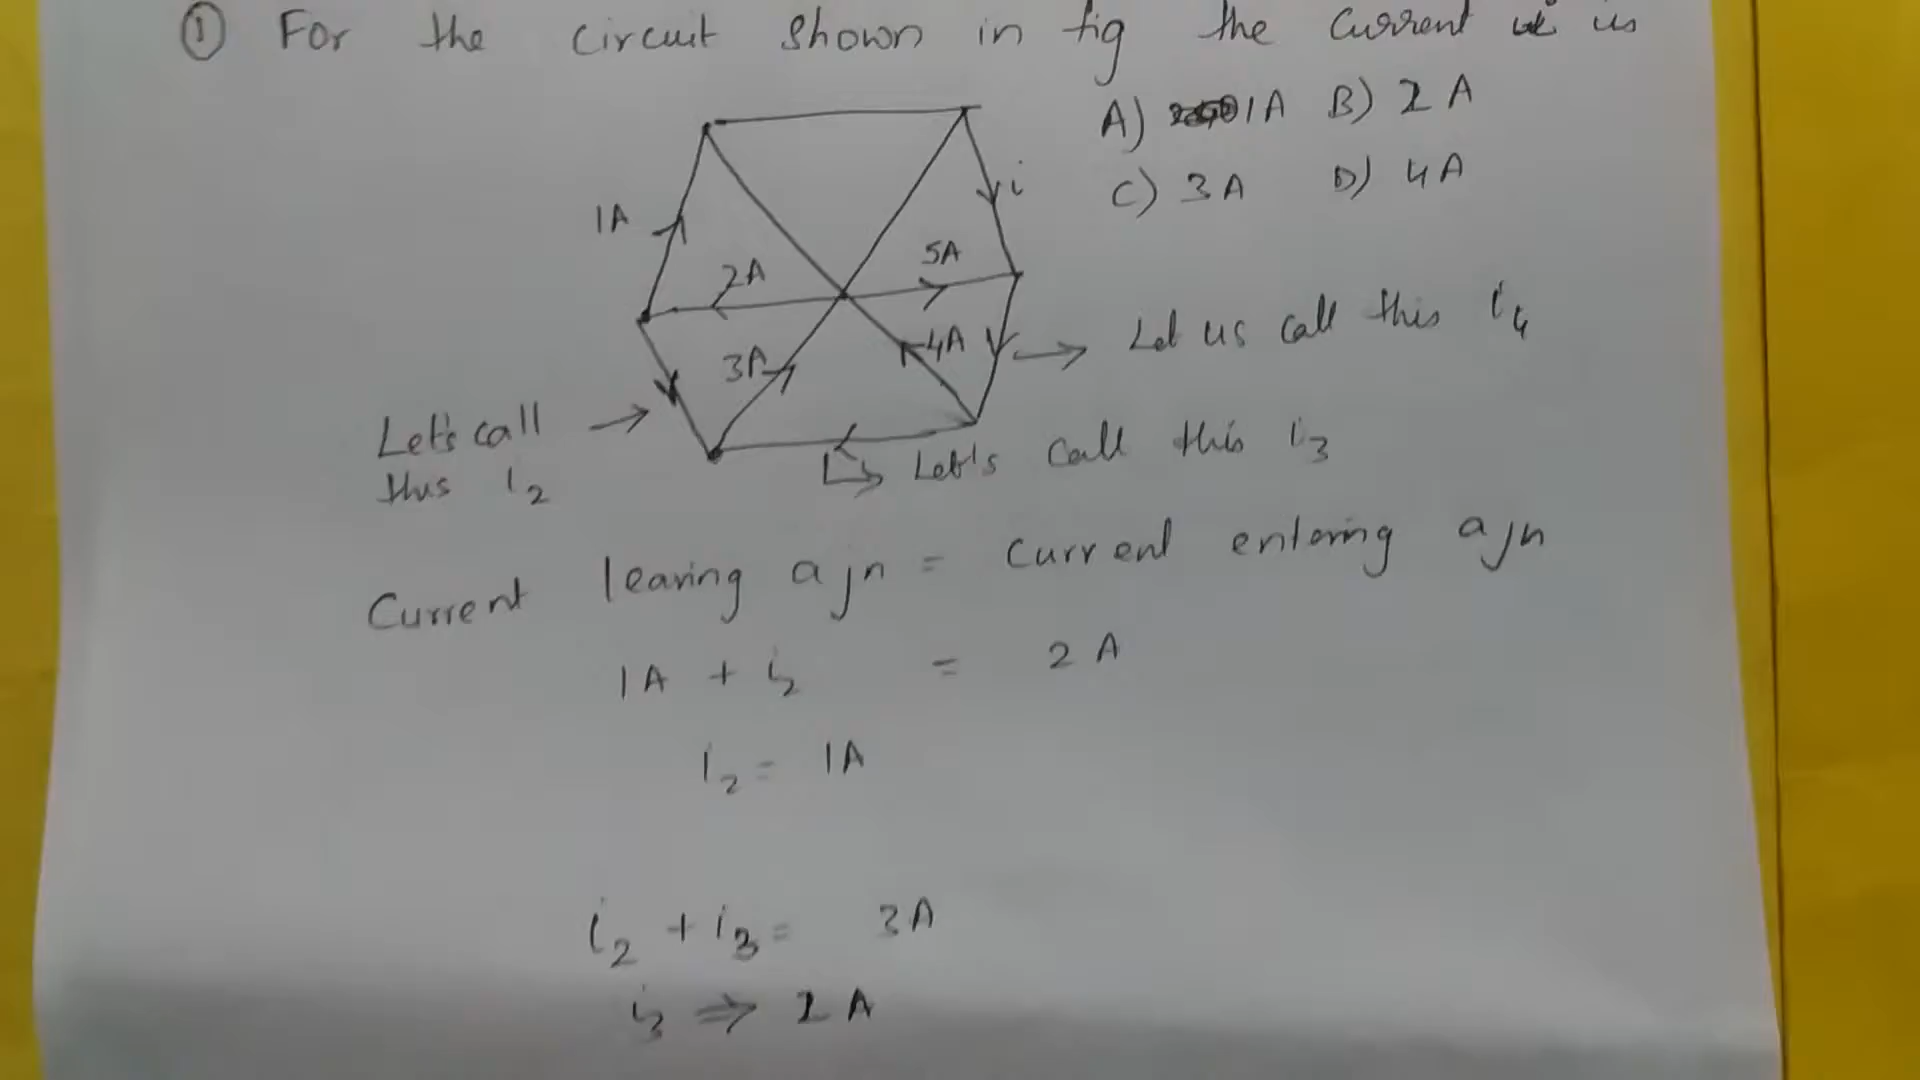 ① For the circuit shown in fig the current is
A) 1A B) 2 A
C) 3 A D) 4 A
i
1A
2A
5A
3A
4A
Let us call this i4
Let's call
this i2
Let's call this i3
Current leaving a jn = Current entering a jn
1A + i2 = 2 A
i2 = 1A
i2 + i3 = 3A
i3 ⇒ 2 A